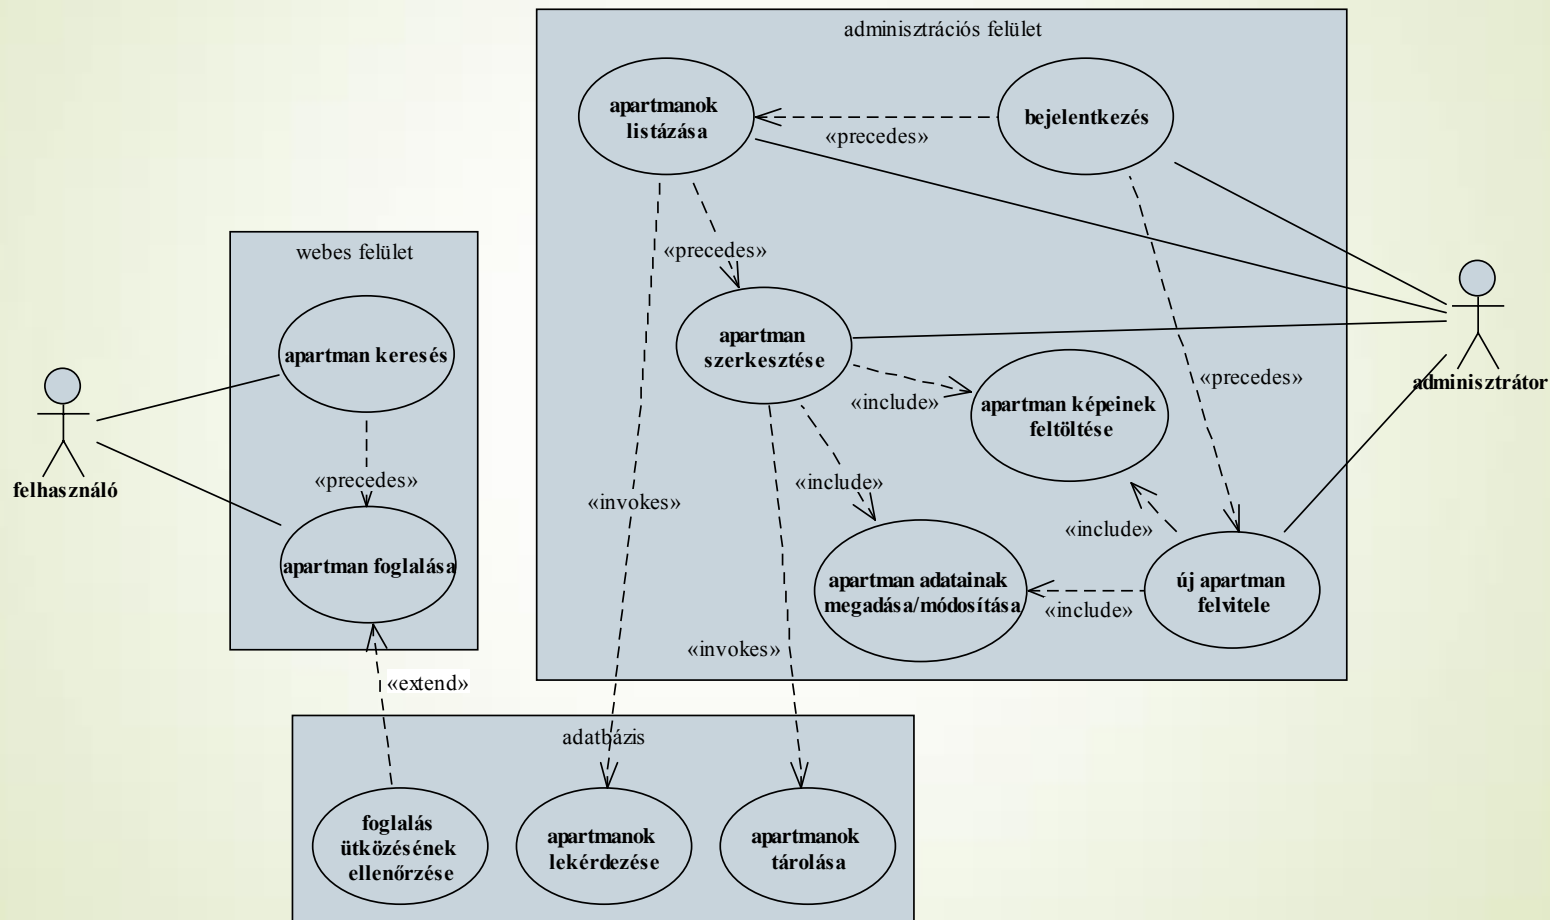 adminisztrációs felület
apartmanok
listázása
bejelentkezés
«precedes»
«precedes»
webes felület
apartman keresés
«precedes»
apartman foglalása
felhasználó
apartman
szerkesztése
«include»
apartman képeinek
feltöltése
«precedes»
adminisztrátor
«include»
«invokes»
«include»
apartman adatainak
megadása/módosítása
«include»
új apartman
felvitele
«invokes»
«extend»
adatbázis
foglalás
ütközésének
ellenőrzése
apartmanok
lekérdezése
apartmanok
tárolása